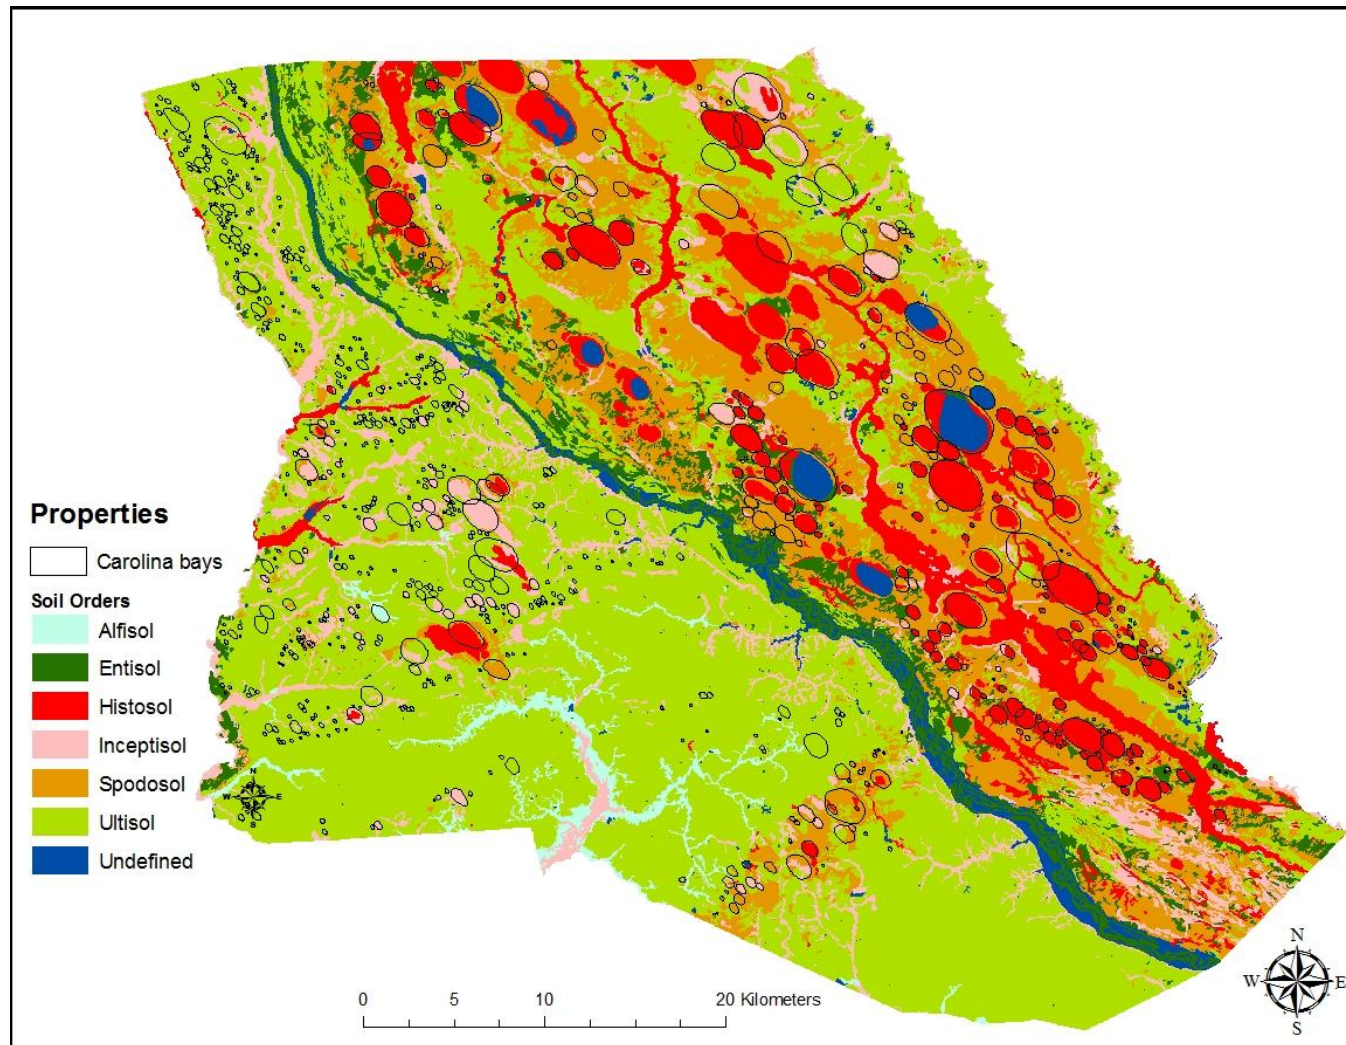 Properties
Carolina bays
Soil Orders
Alfisol
Entisol
Histosol
Inceptisol
Spodosol
Ultisol
Undefined
N
W E
S
0 5 10 20 Kilometers
N
W E
S